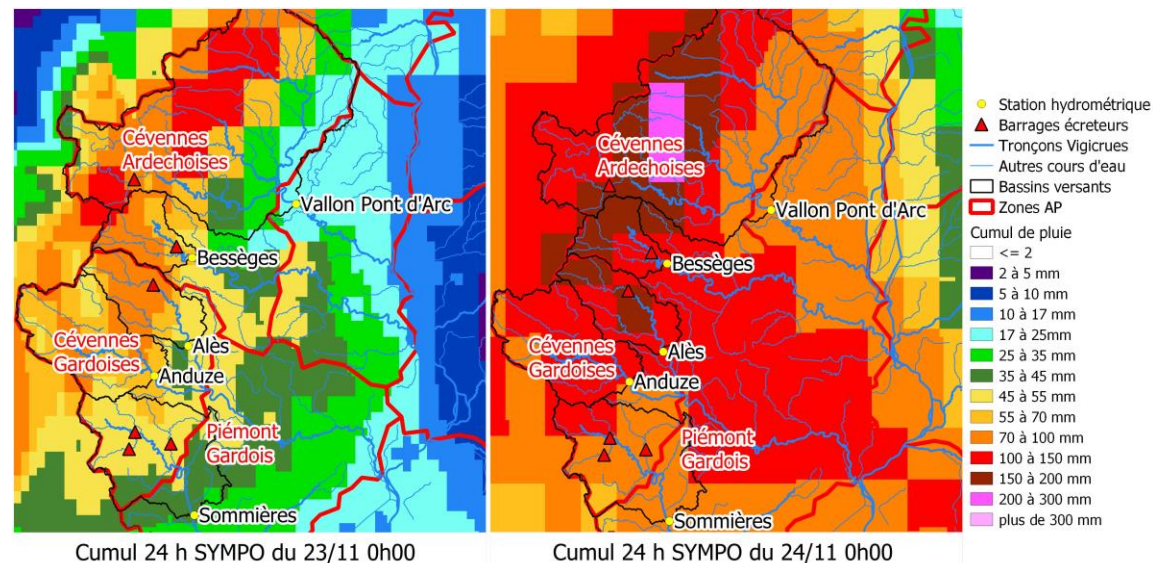 Cévennes
Ardechoises
Vallon Pont d'Arc
Bessèges
Alès
Cévennes
Gardoises
Anduze
Piémont
Gardois
Sommières
Cumul 24 h SYMPO du 23/11 0h00
Cévennes
Ardechoises
Vallon Pont d'Arc
Bessèges
Alès
Cévennes
Gardoises
Anduze
Piémont
Gardois
Sommières
Cumul 24 h SYMPO du 24/11 0h00
Station hydrométrique
Barrages écreteurs
Tronçons Vigicrues
Autres cours d'eau
Bassins versants
Zones AP
Cumul de pluie
<= 2
2 à 5 mm
5 à 10 mm
10 à 17 mm
17 à 25mm
25 à 35 mm
35 à 45 mm
45 à 55 mm
55 à 70 mm
70 à 100 mm
100 à 150 mm
150 à 200 mm
200 à 300 mm
plus de 300 mm